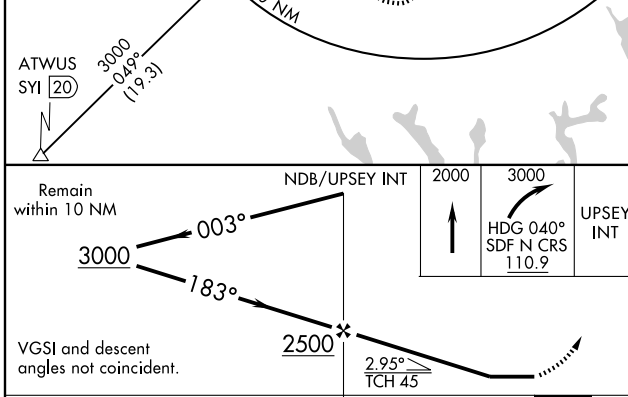 NM
ATWUS
SYI 20
3000
049°
(19.3)
Remain
within 10 NM
NDB/UPSEY INT
2000
3000
HDG 040°
SDF N CRS
110.9
UPSEY
INT
003°
3000
183°
2500
2.95°
TCH 45
VGSI and descent
angles not coincident.